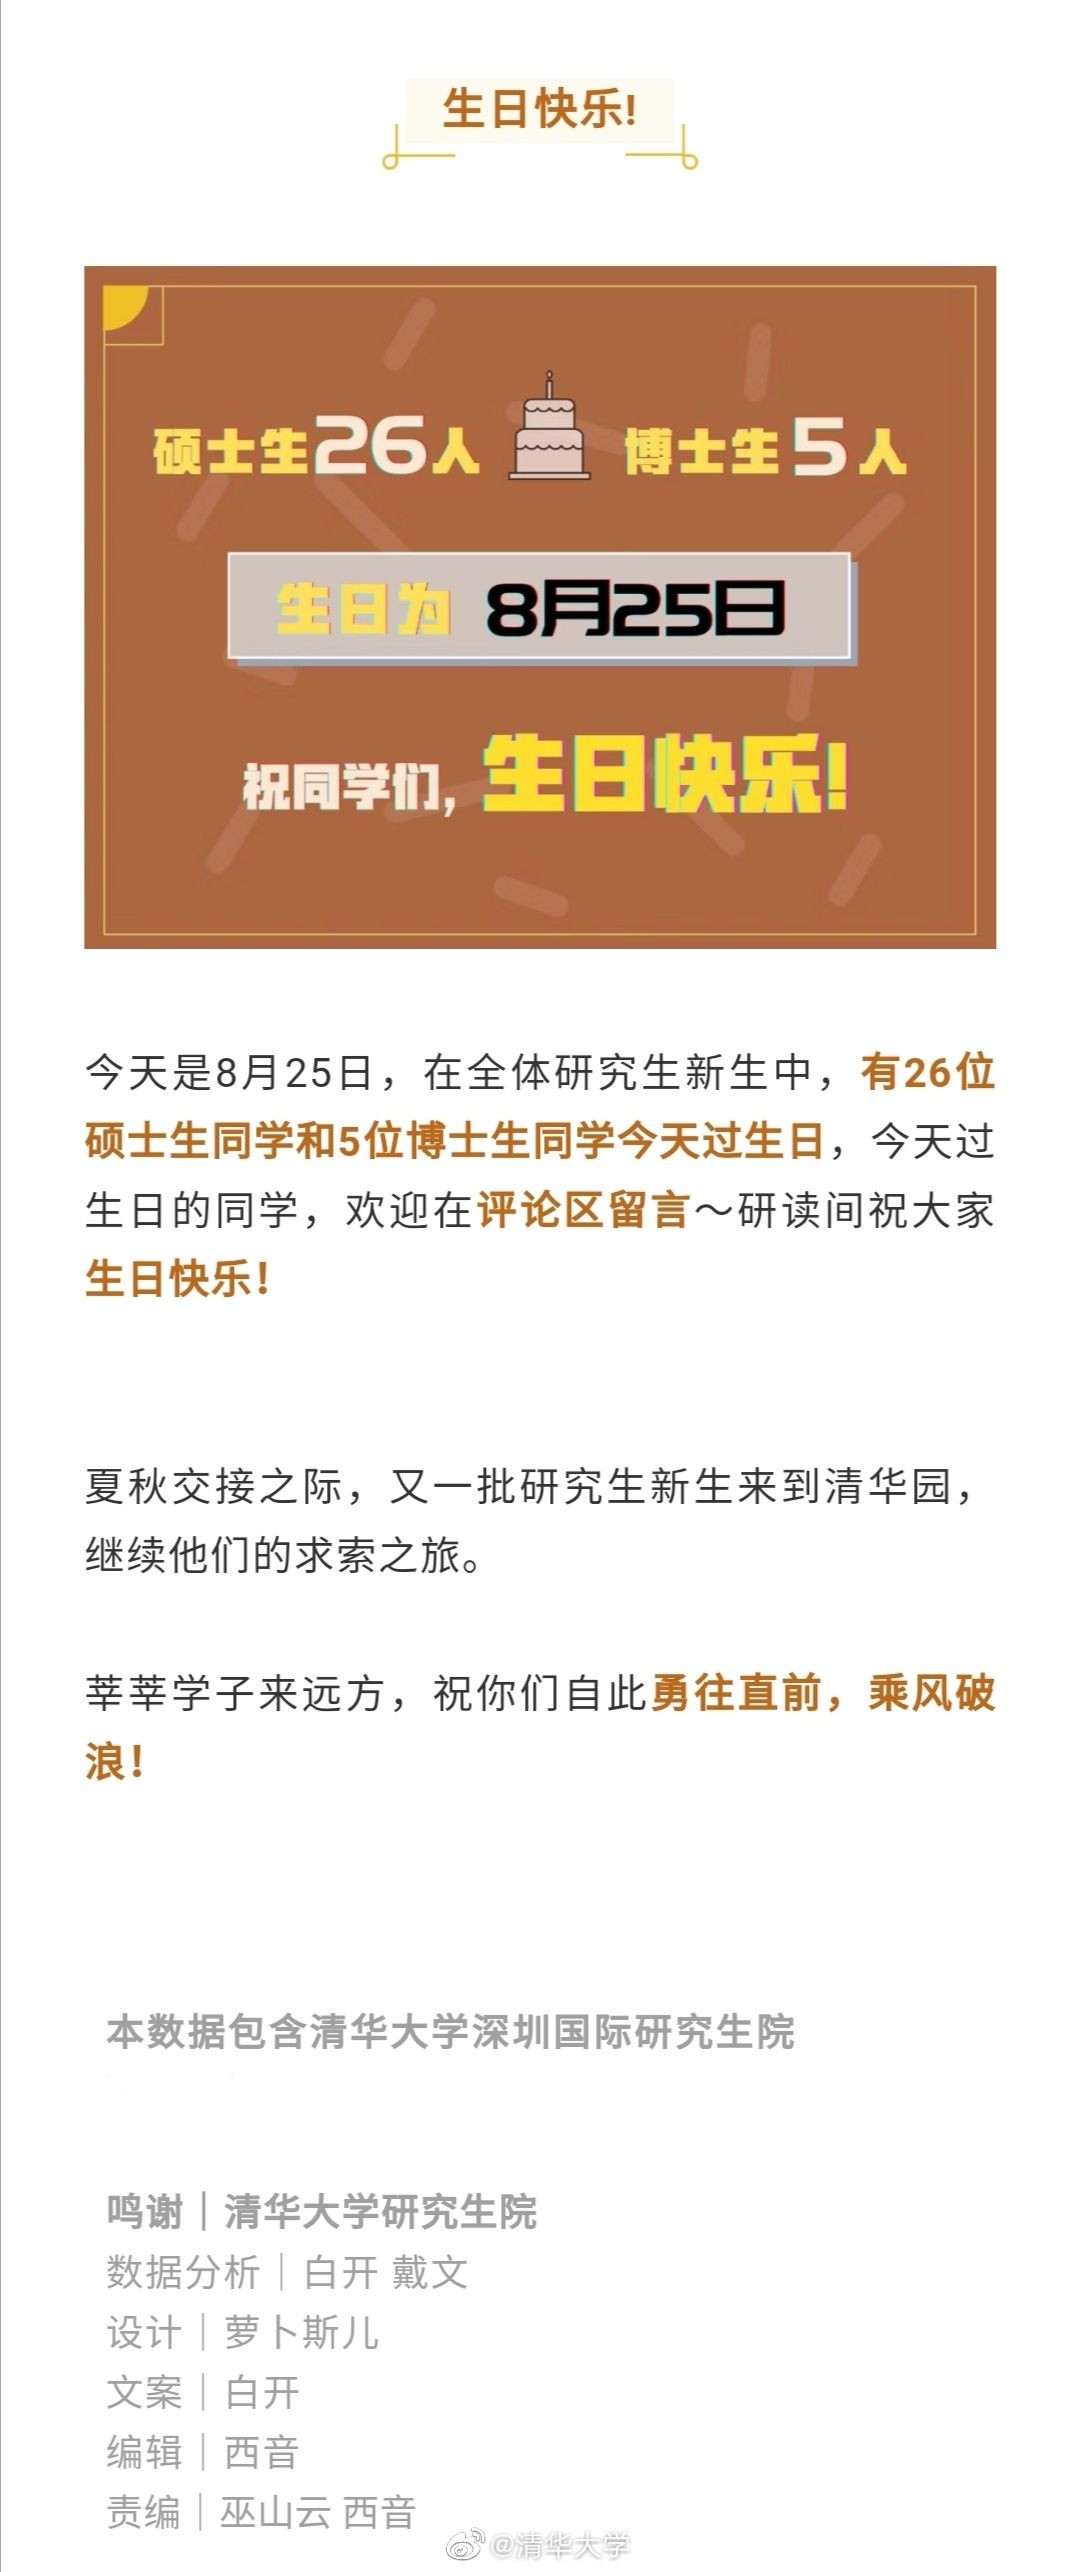 生日快乐!
硕士生26人 博士生5人
生日为 8月25日
祝同学们,生日快乐!
今天是8月25日，在全体研究生新生中，有26位
硕士生同学和5位博士生同学今天过生日，今天过
生日的同学，欢迎在评论区留言～研读间祝大家
生日快乐！
夏秋交接之际，又一批研究生新生来到清华园，
继续他们的求索之旅。
莘莘学子来远方，祝你们自此勇往直前，乘风破
浪！
本数据包含清华大学深圳国际研究生院
鸣谢｜清华大学研究生院
数据分析｜白开 戴文
设计｜萝卜斯儿
文案｜白开
编辑｜西音
责编｜巫山云 西音
@清华大学